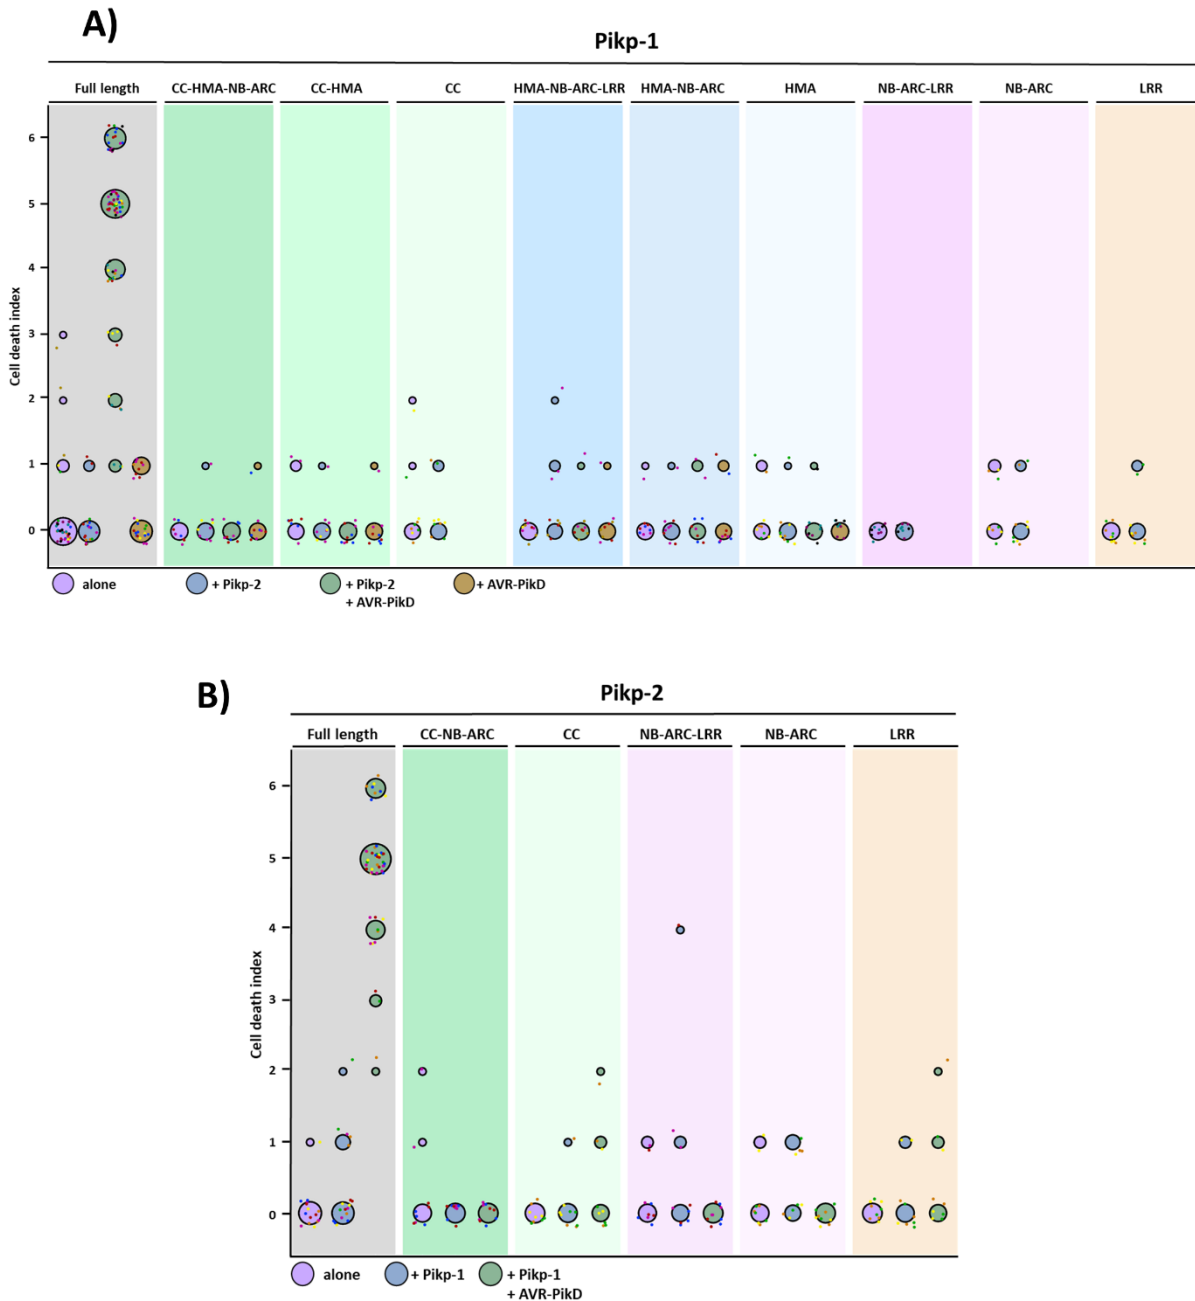 A)
Pikp-1
Full length CC-HMA-NB-ARC CC-HMA CC HMA-NB-ARC-LRR HMA-NB-ARC HMA NB-ARC-LRR NB-ARC LRR
Cell death index
6
5
4
3
2
1
0
alone + Pikp-2 + Pikp-2 + AVR-PikD
+ AVR-PikD
B)
Pikp-2
Full length CC-NB-ARC CC NB-ARC-LRR NB-ARC LRR
Cell death index
6
5
4
3
2
1
0
alone + Pikp-1 + Pikp-1
+ AVR-PikD